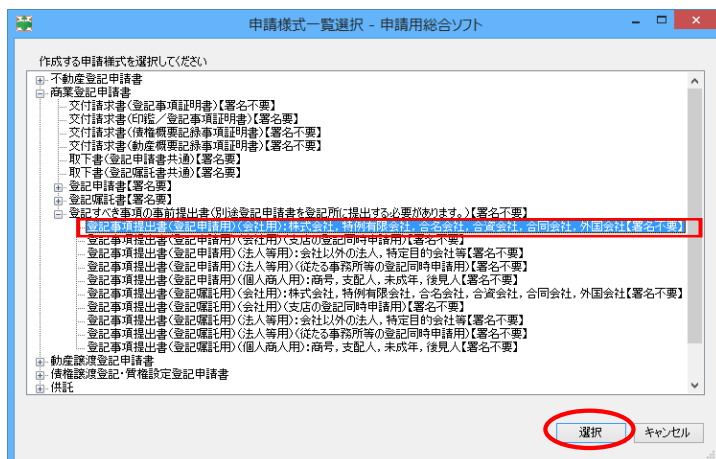 申請様式一覧選択 - 申請用総合ソフト
作成する申請様式を選択してください
不動産登記申請書
商業登記申請書
交付請求書(登記事項証明書)【署名不要】
交付請求書(印鑑/登記事項証明書)【署名要】
交付請求書(債権概要記録事項証明書)【署名不要】
交付請求書(動産概要記録事項証明書)【署名不要】
取下書(登記申請書共通)【署名要】
取下書(登記嘱託書共通)【署名要】
登記申請書【署名要】
登記嘱託書【署名要】
登記すべき事項の事前提出書(別途登記申請書を登記所に提出する必要があります。)【署名不要】
登記事項提出書(登記申請用)(会社用):株式会社, 特例有限会社, 合名会社, 合資会社, 合同会社, 外国会社【署名不要】
登記事項提出書(登記申請用)(会社用)(支店の登記同時申請用)【署名不要】
登記事項提出書(登記申請用)(法人等用):会社以外の法人, 特定目的会社等【署名不要】
登記事項提出書(登記申請用)(法人等用)(従たる事務所等の登記同時申請用)【署名不要】
登記事項提出書(登記申請用)(個人商人用):商号, 支配人, 未成年, 後見人【署名不要】
登記事項提出書(登記嘱託用)(会社用):株式会社, 特例有限会社, 合名会社, 合資会社, 合同会社, 外国会社【署名不要】
登記事項提出書(登記嘱託用)(会社用)(支店の登記同時申請用)【署名不要】
登記事項提出書(登記嘱託用)(法人等用):会社以外の法人, 特定目的会社等【署名不要】
登記事項提出書(登記嘱託用)(法人等用)(従たる事務所等の登記同時申請用)【署名不要】
登記事項提出書(登記嘱託用)(個人商人用):商号, 支配人, 未成年, 後見人【署名不要】
動産譲渡登記申請書
債権譲渡登記・質権設定登記申請書
供託
選択
キャンセル